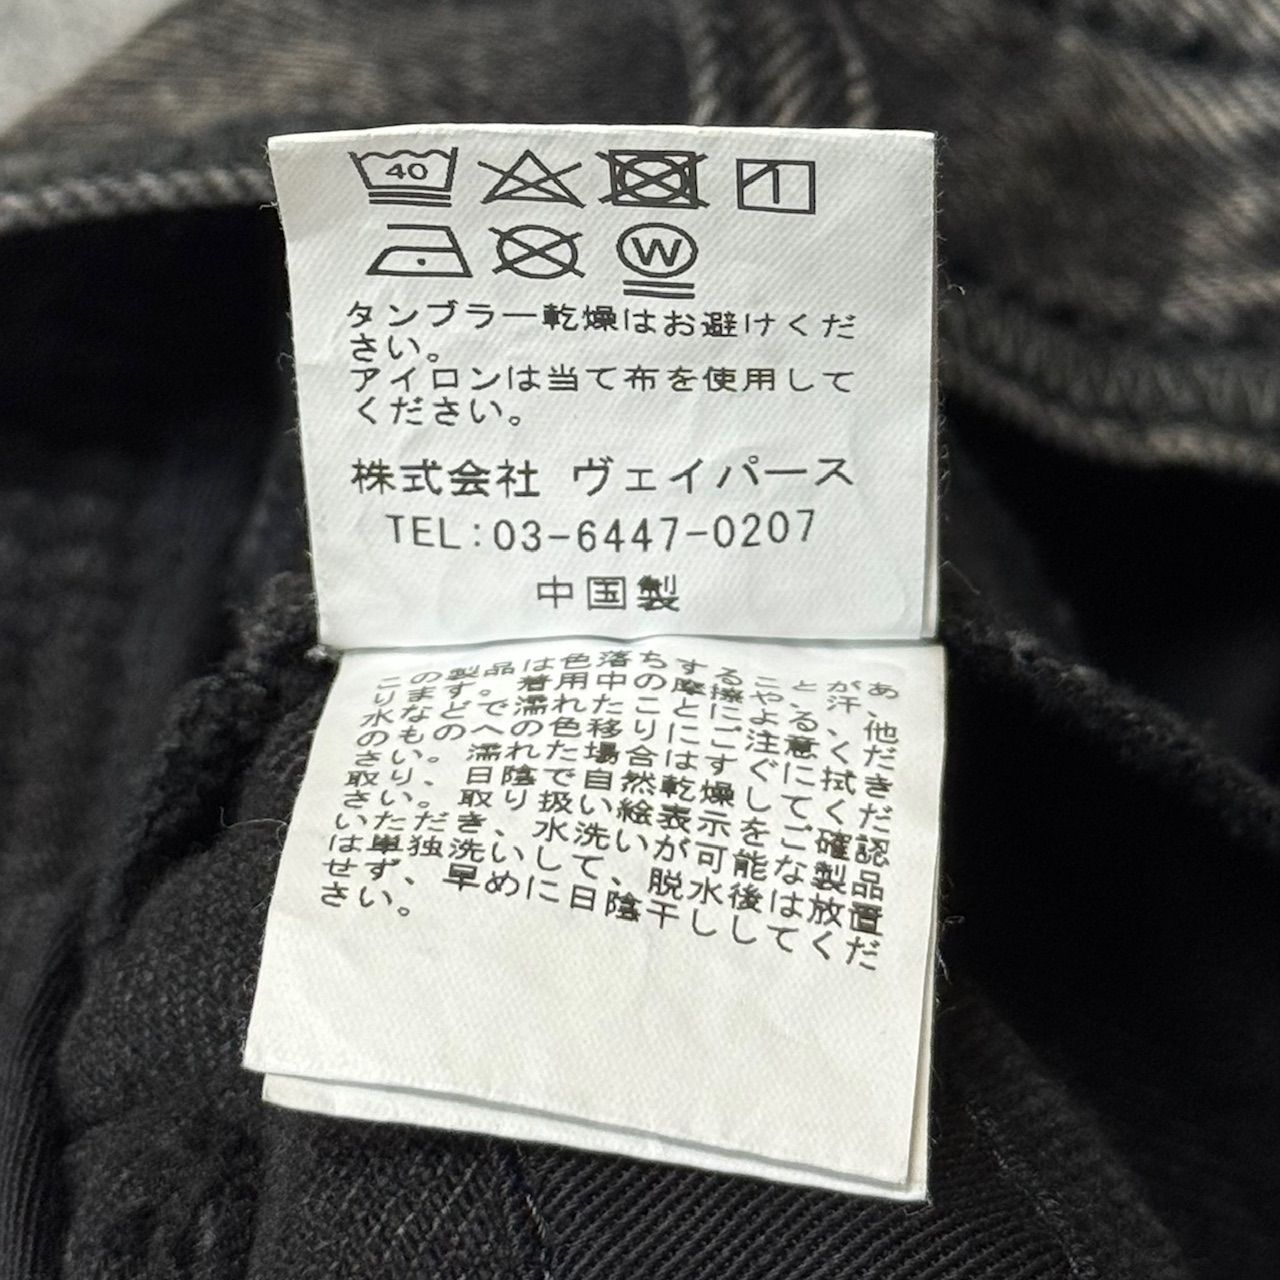 40
W
タンブラー乾燥はお避けくだ
さい。
アイロンは当て布を使用して
ください。
株式会社 ヴェイパース
TEL:03-6447-0207
中国製
この製品は色落ちすることが、あ
ります。着用中の摩擦や、汗、
水などで濡れたことによる、他
のものへの色移りにご注意くだ
さい。濡れた場合はすぐに拭き
取り、日陰で自然乾燥してくだ
さい。取り扱い絵表示をご確認
いただき、水洗いが可能な製品
は単独洗いして、脱水後は放置
せず、早めに日陰干ししてくだ
さい。